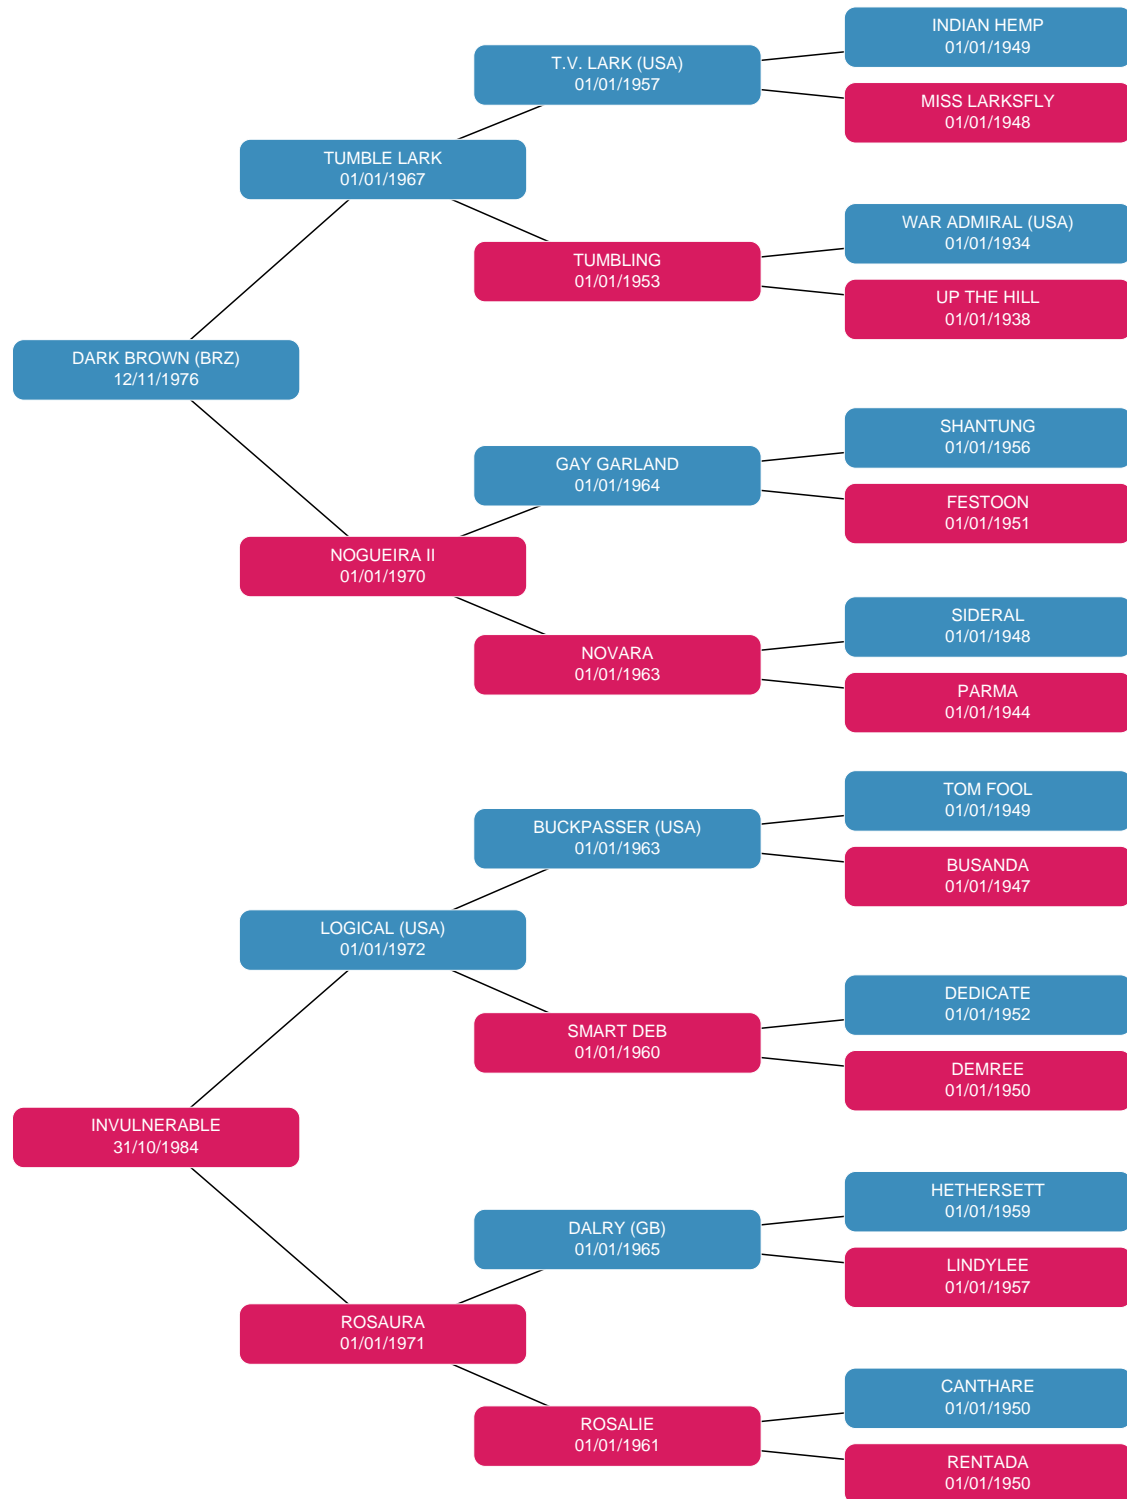 INDIAN HEMP
01/01/1949
T.V. LARK (USA)
01/01/1957
MISS LARKSFLY
01/01/1948
TUMBLE LARK
01/01/1967
WAR ADMIRAL (USA)
01/01/1934
TUMBLING
01/01/1953
UP THE HILL
01/01/1938
DARK BROWN (BRZ)
12/11/1976
SHANTUNG
01/01/1956
GAY GARLAND
01/01/1964
FESTOON
01/01/1951
NOGUEIRA II
01/01/1970
SIDERAL
01/01/1948
NOVARA
01/01/1963
PARMA
01/01/1944
TOM FOOL
01/01/1949
BUCKPASSER (USA)
01/01/1963
BUSANDA
01/01/1947
LOGICAL (USA)
01/01/1972
DEDICATE
01/01/1952
SMART DEB
01/01/1960
DEMREE
01/01/1950
INVULNERABLE
31/10/1984
HETHERSETT
01/01/1959
DALRY (GB)
01/01/1965
LINDYLEE
01/01/1957
ROSAURA
01/01/1971
CANTHARE
01/01/1950
ROSALIE
01/01/1961
RENTADA
01/01/1950